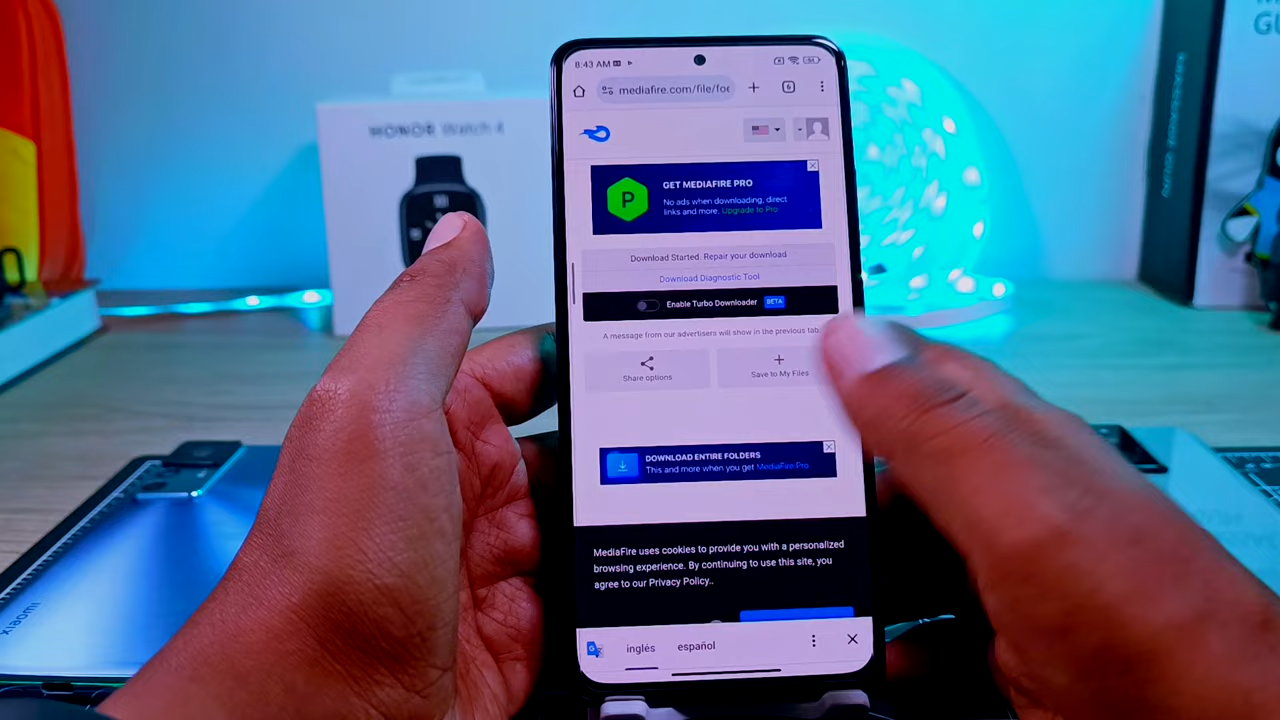 HONOR Watch 4
8:43 AM
mediafire.com/file/fo
6
GET MEDIAFIRE PRO
P
No ads when downloading, direct
links and more. Upgrade to Pro
Download Started. Repair your download
Download Diagnostic Tool
Enable Turbo Downloader BETA
A message from our advertisers will show in the previous tab
Share options
Save to My Files
DOWNLOAD ENTIRE FOLDERS
This and more when you get MediaFire Pro
MediaFire uses cookies to provide you with a personalized
browsing experience. By continuing to use this site, you
agree to our Privacy Policy..
inglés español
xiaomi
GU